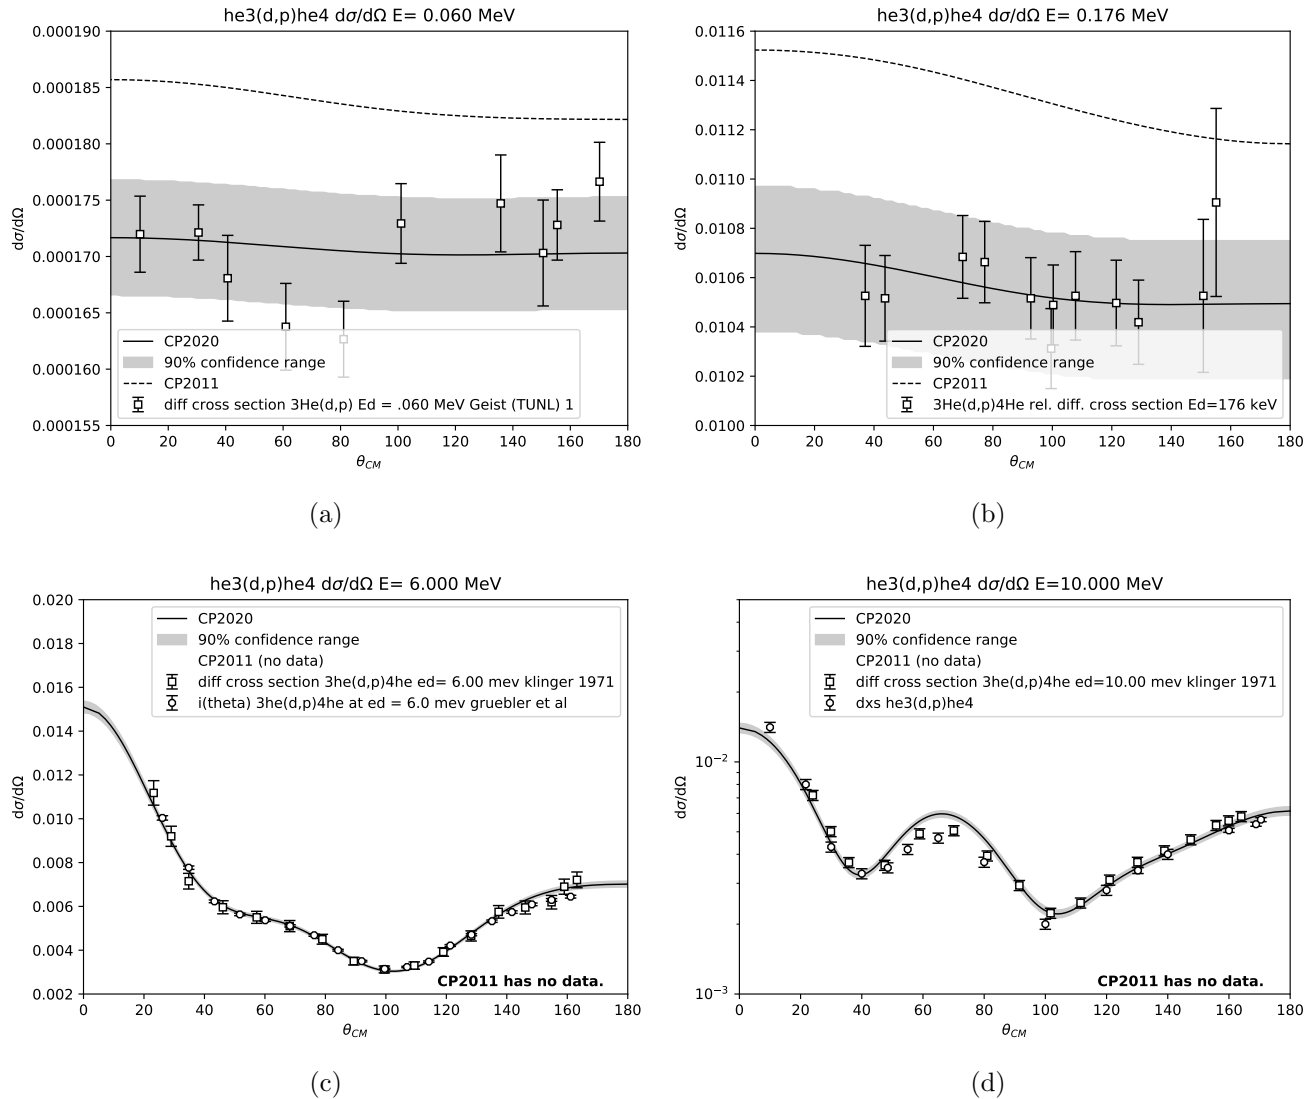 he3(d,p)he4 dσ/dΩ E= 0.060 MeV
0.000190
0.000185
0.000180
0.000175
0.000170
0.000165
0.000160
0.000155
dσ/dΩ
CP2020
90% confidence range
CP2011
diff cross section 3He(d,p) Ed = .060 MeV Geist (TUNL) 1
0 20 40 60 80 100 120 140 160 180
θCM
(a)
he3(d,p)he4 dσ/dΩ E= 0.176 MeV
0.0116
0.0114
0.0112
0.0110
0.0108
0.0106
0.0104
0.0102
0.0100
dσ/dΩ
CP2020
90% confidence range
CP2011
3He(d,p)4He rel. diff. cross section Ed=176 keV
0 20 40 60 80 100 120 140 160 180
θCM
(b)
he3(d,p)he4 dσ/dΩ E= 6.000 MeV
0.020
0.018
0.016
0.014
0.012
0.010
0.008
0.006
0.004
0.002
dσ/dΩ
CP2020
90% confidence range
CP2011 (no data)
diff cross section 3he(d,p)4he ed= 6.00 mev klinger 1971
i(theta) 3he(d,p)4he at ed = 6.0 mev gruebler et al
CP2011 has no data.
0 20 40 60 80 100 120 140 160 180
θCM
(c)
he3(d,p)he4 dσ/dΩ E=10.000 MeV
10⁻²
10⁻³
dσ/dΩ
CP2020
90% confidence range
CP2011 (no data)
diff cross section 3he(d,p)4he ed=10.00 mev klinger 1971
dxs he3(d,p)he4
CP2011 has no data.
0 20 40 60 80 100 120 140 160 180
θCM
(d)